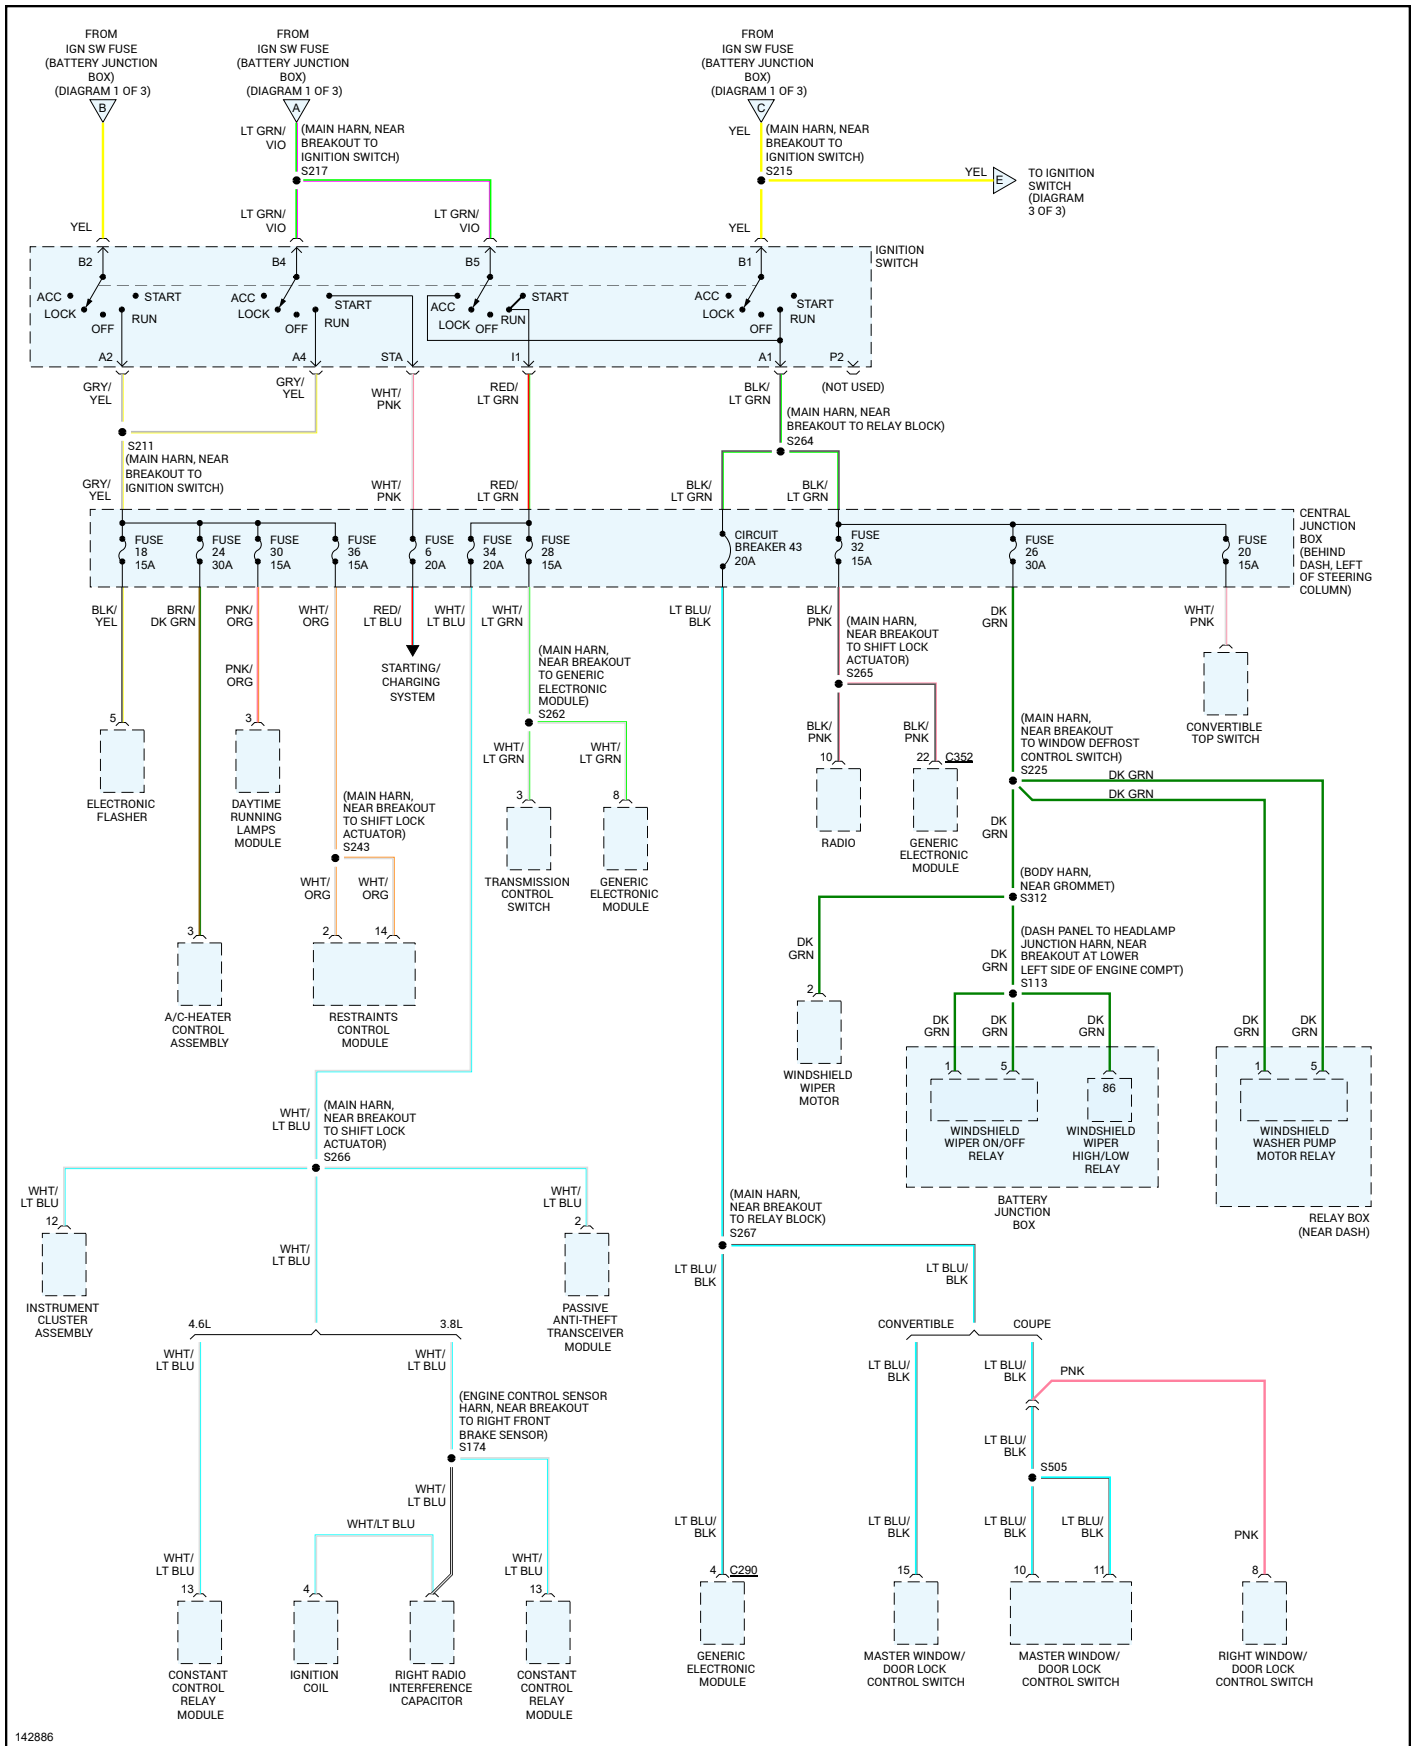 FROM
IGN SW FUSE
(BATTERY JUNCTION
BOX)
(DIAGRAM 1 OF 3)
B
FROM
IGN SW FUSE
(BATTERY JUNCTION
BOX)
(DIAGRAM 1 OF 3)
A
FROM
IGN SW FUSE
(BATTERY JUNCTION
BOX)
(DIAGRAM 1 OF 3)
C
LT GRN/
VIO
(MAIN HARN, NEAR
BREAKOUT TO
IGNITION SWITCH)
S217
YEL
(MAIN HARN, NEAR
BREAKOUT TO
IGNITION SWITCH)
S215
YEL
E
TO IGNITION
SWITCH
(DIAGRAM
3 OF 3)
YEL
LT GRN/
VIO
LT GRN/
VIO
YEL
IGNITION
SWITCH
B2
B4
B5
B1
ACC
LOCK
OFF
RUN
START
ACC
LOCK
OFF
RUN
START
ACC
LOCK
OFF
RUN
START
ACC
LOCK
OFF
RUN
START
A2
A4
STA
I1
A1
P2
GRY/
YEL
GRY/
YEL
WHT/
PNK
RED/
LT GRN
BLK/
LT GRN
(NOT USED)
(MAIN HARN, NEAR
BREAKOUT TO RELAY BLOCK)
S264
S211
(MAIN HARN, NEAR
BREAKOUT TO
IGNITION SWITCH)
GRY/
YEL
WHT/
PNK
RED/
LT GRN
BLK/
LT GRN
BLK/
LT GRN
CENTRAL
JUNCTION
BOX
(BEHIND
DASH, LEFT
OF STEERING
COLUMN)
FUSE
18
15A
FUSE
24
30A
FUSE
30
15A
FUSE
36
15A
FUSE
6
20A
FUSE
34
20A
FUSE
28
15A
CIRCUIT
BREAKER 43
20A
FUSE
32
15A
FUSE
26
30A
FUSE
20
15A
BLK/
YEL
BRN/
DK GRN
PNK/
ORG
WHT/
ORG
RED/
LT BLU
WHT/
LT BLU
WHT/
LT GRN
LT BLU/
BLK
BLK/
PNK
DK
GRN
WHT/
PNK
PNK/
ORG
STARTING/
CHARGING
SYSTEM
(MAIN HARN,
NEAR BREAKOUT
TO GENERIC
ELECTRONIC
MODULE)
S262
(MAIN HARN,
NEAR BREAKOUT
TO SHIFT LOCK
ACTUATOR)
S265
5
ELECTRONIC
FLASHER
3
DAYTIME
RUNNING
LAMPS
MODULE
WHT/
LT GRN
WHT/
LT GRN
3
TRANSMISSION
CONTROL
SWITCH
8
GENERIC
ELECTRONIC
MODULE
BLK/
PNK
BLK/
PNK
10
RADIO
22
C352
GENERIC
ELECTRONIC
MODULE
CONVERTIBLE
TOP SWITCH
(MAIN HARN,
NEAR BREAKOUT
TO WINDOW DEFROST
CONTROL SWITCH)
S225
DK GRN
DK GRN
DK
GRN
(MAIN HARN,
NEAR BREAKOUT
TO SHIFT LOCK
ACTUATOR)
S243
WHT/
ORG
WHT/
ORG
3
A/C-HEATER
CONTROL
ASSEMBLY
2
14
RESTRAINTS
CONTROL
MODULE
(BODY HARN,
NEAR GROMMET)
S312
DK
GRN
(DASH PANEL TO HEADLAMP
JUNCTION HARN, NEAR
BREAKOUT AT LOWER
LEFT SIDE OF ENGINE COMPT)
S113
DK
GRN
2
WINDSHIELD
WIPER
MOTOR
DK
GRN
DK
GRN
DK
GRN
DK
GRN
DK
GRN
1
5
86
WINDSHIELD
WIPER ON/OFF
RELAY
WINDSHIELD
WIPER
HIGH/LOW
RELAY
BATTERY
JUNCTION
BOX
1
5
WINDSHIELD
WASHER PUMP
MOTOR RELAY
RELAY BOX
(NEAR DASH)
WHT/
LT BLU
(MAIN HARN,
NEAR BREAKOUT
TO SHIFT LOCK
ACTUATOR)
S266
WHT/
LT BLU
WHT/
LT BLU
12
INSTRUMENT
CLUSTER
ASSEMBLY
WHT/
LT BLU
2
PASSIVE
ANTI-THEFT
TRANSCEIVER
MODULE
(MAIN HARN,
NEAR BREAKOUT
TO RELAY BLOCK)
S267
LT BLU/
BLK
LT BLU/
BLK
4.6L
3.8L
WHT/
LT BLU
WHT/
LT BLU
CONVERTIBLE
COUPE
LT BLU/
BLK
LT BLU/
BLK
PNK
(ENGINE CONTROL SENSOR
HARN, NEAR BREAKOUT
TO RIGHT FRONT
BRAKE SENSOR)
S174
LT BLU/
BLK
S505
WHT/
LT BLU
WHT/LT BLU
WHT/
LT BLU
WHT/
LT BLU
LT BLU/
BLK
LT BLU/
BLK
LT BLU/
BLK
LT BLU/
BLK
PNK
13
CONSTANT
CONTROL
RELAY
MODULE
4
IGNITION
COIL
RIGHT RADIO
INTERFERENCE
CAPACITOR
13
CONSTANT
CONTROL
RELAY
MODULE
4
C290
GENERIC
ELECTRONIC
MODULE
15
MASTER WINDOW/
DOOR LOCK
CONTROL SWITCH
10
11
MASTER WINDOW/
DOOR LOCK
CONTROL SWITCH
8
RIGHT WINDOW/
DOOR LOCK
CONTROL SWITCH
142886